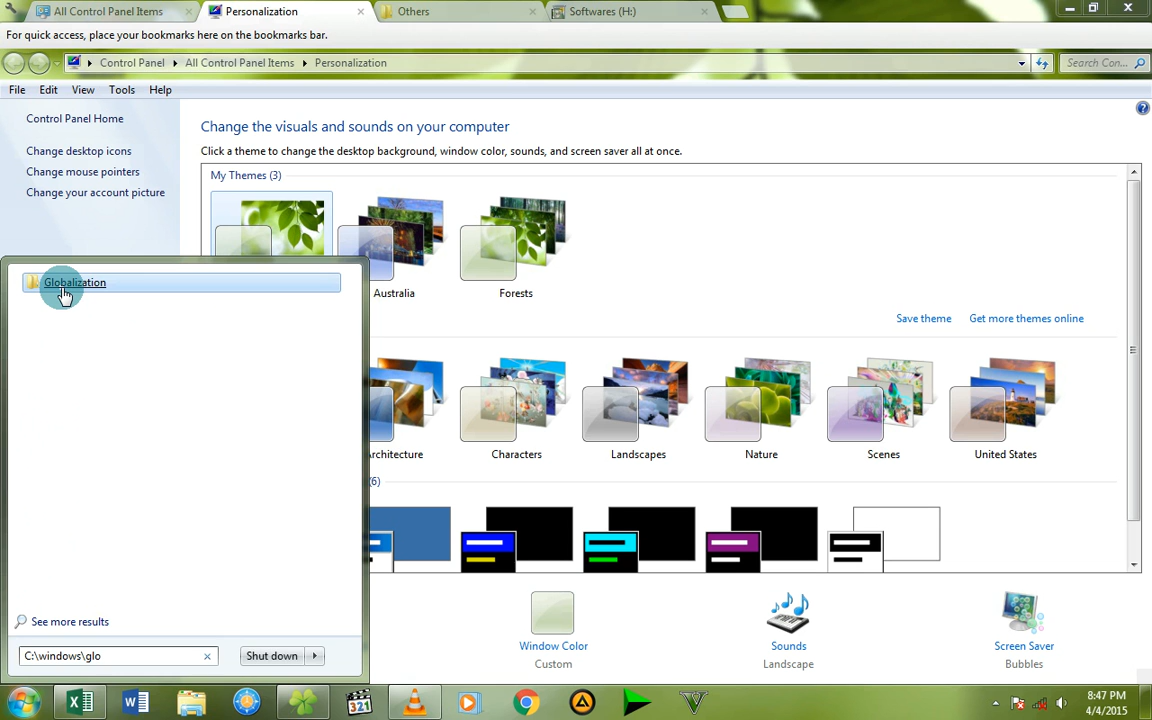 All Control Panel Items
Personalization
Others
Softwares (H:)
For quick access, place your bookmarks here on the bookmarks bar.
Control Panel
All Control Panel Items
Personalization
Search Con...
File Edit View Tools Help
Control Panel Home
Change desktop icons
Change mouse pointers
Change your account picture
Change the visuals and sounds on your computer
Click a theme to change the desktop background, window color, sounds, and screen saver all at once.
My Themes (3)
Australia
Forests
Save theme
Get more themes online
Architecture
Characters
Landscapes
Nature
Scenes
United States
(6)
Globalization
See more results
C:\windows\glo
Shut down
Window Color
Custom
Sounds
Landscape
Screen Saver
Bubbles
321
8:47 PM
4/4/2015